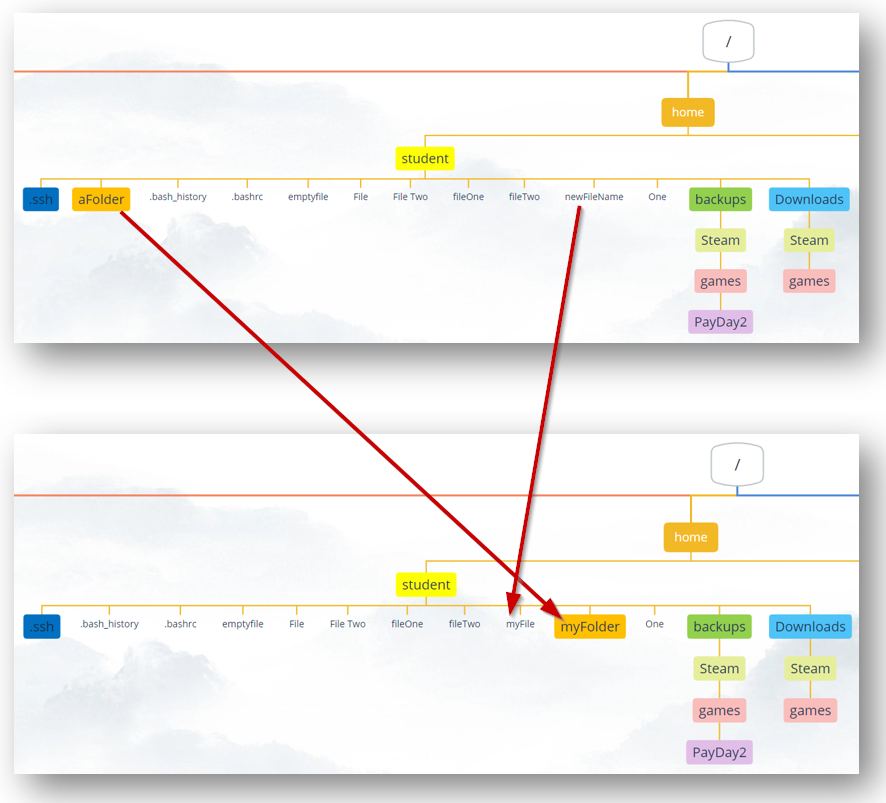 /
home
student
.ssh aFolder .bash_history .bashrc emptyfile File File Two fileOne fileTwo newFileName One backups Downloads
Steam Steam
games games
PayDay2
/
home
student
.ssh .bash_history .bashrc emptyfile File File Two fileOne fileTwo myFile myFolder One backups Downloads
Steam Steam
games games
PayDay2